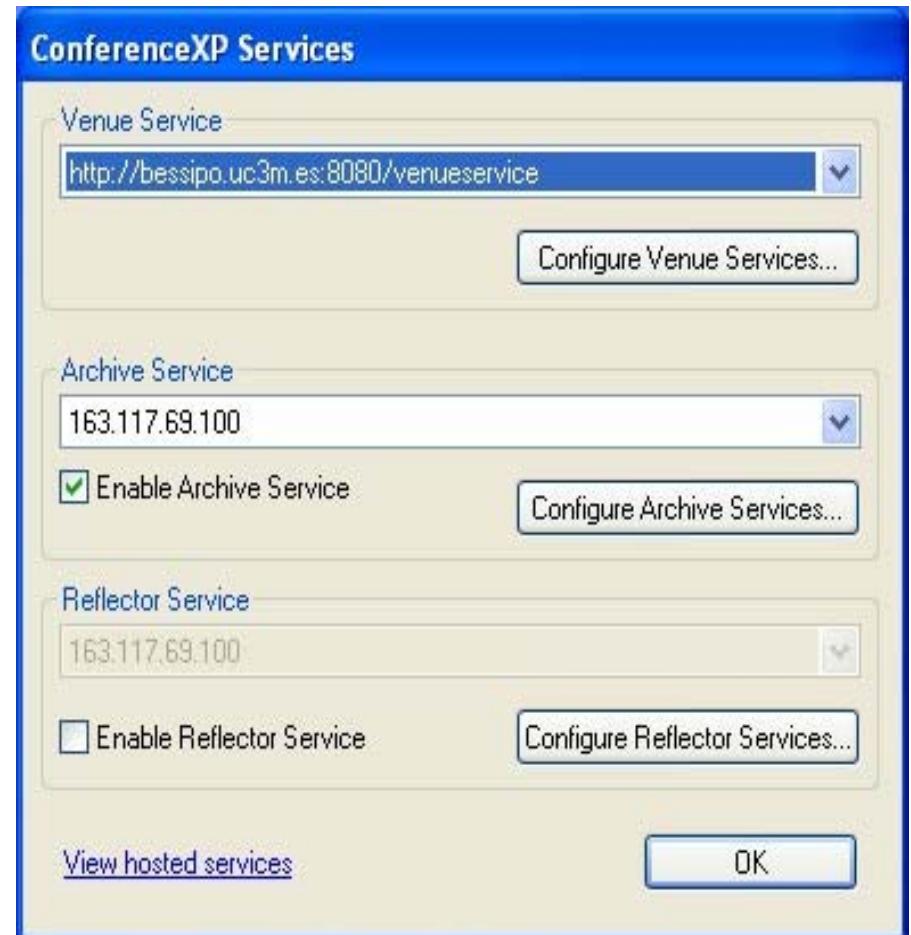 ConferenceXP Services
Venue Service
http://bessipo.uc3m.es:8080/venueservice
Configure Venue Services...
Archive Service
163.117.69.100
Enable Archive Service
Configure Archive Services...
Reflector Service
163.117.69.100
Enable Reflector Service
Configure Reflector Services...
View hosted services
OK